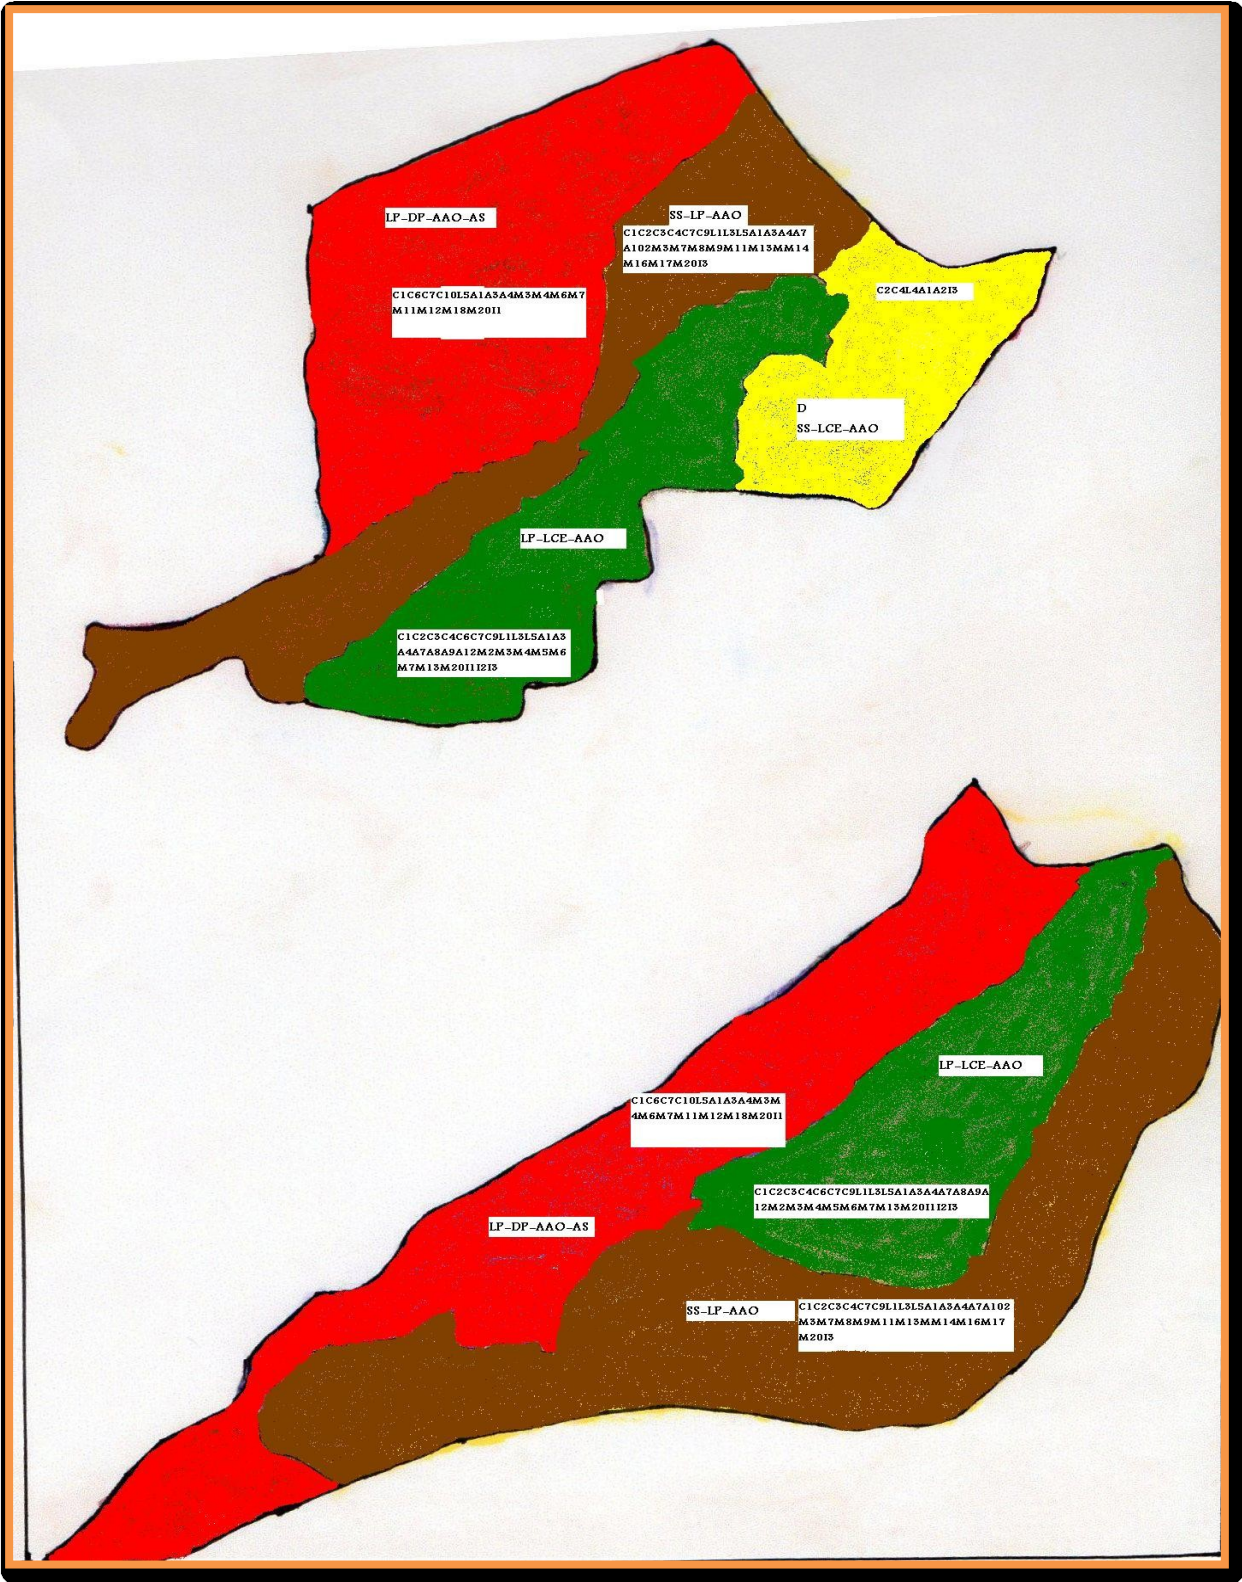 LP-DP-AAO-AS
SS-LP-AAO
C1C2C3C4C7C9L1L3L5A1A3A4A7
A102M3M7M8M9M11M13MM14
M16M17M20I3
C1C6C7C10L5A1A3A4M3M4M6M7
M11M12M18M20I1
C2C4L4A1A2I3
D
SS-LCE-AAO
LP-LCE-AAO
C1C2C3C4C6C7C9L1L3L5A1A3
A4A7A8A9A12M2M3M4M5M6
M7M13M20I1I2I3
LP-LCE-AAO
C1C6C7C10L5A1A3A4M3M
4M6M7M11M12M18M20I1
C1C2C3C4C6C7C9L1L3L5A1A3A4A7A8A9A
12M2M3M4M5M6M7M13M20I1I2I3
LP-DP-AAO-AS
SS-LP-AAO
C1C2C3C4C7C9L1L3L5A1A3A4A7A102
M3M7M8M9M11M13MM14M16M17
M20I3